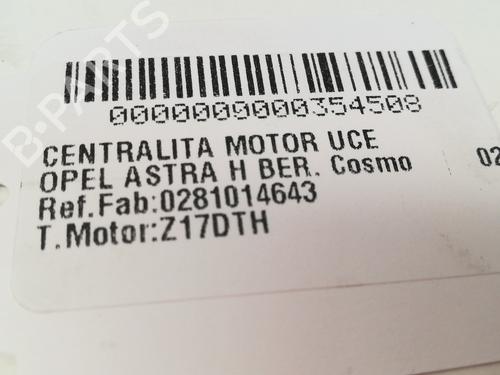 B-PARTS
0000009000354508
CENTRALITA MOTOR UCE
OPEL ASTRA H BER. Cosmo
02
Ref.Fab:0281014643
T.Motor:Z17DTH